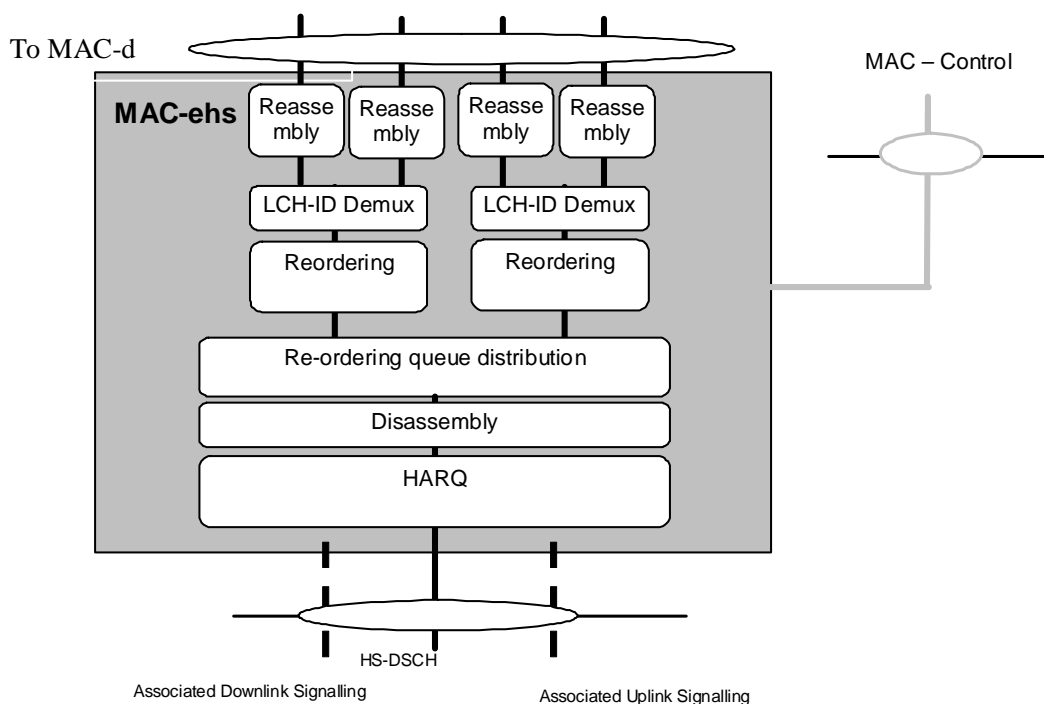 To MAC-d
MAC – Control
MAC-ehs
Reasse
mbly
Reasse
mbly
Reasse
mbly
Reasse
mbly
LCH-ID Demux
LCH-ID Demux
Reordering
Reordering
Re-ordering queue distribution
Disassembly
HARQ
HS-DSCH
Associated Downlink Signalling
Associated Uplink Signalling